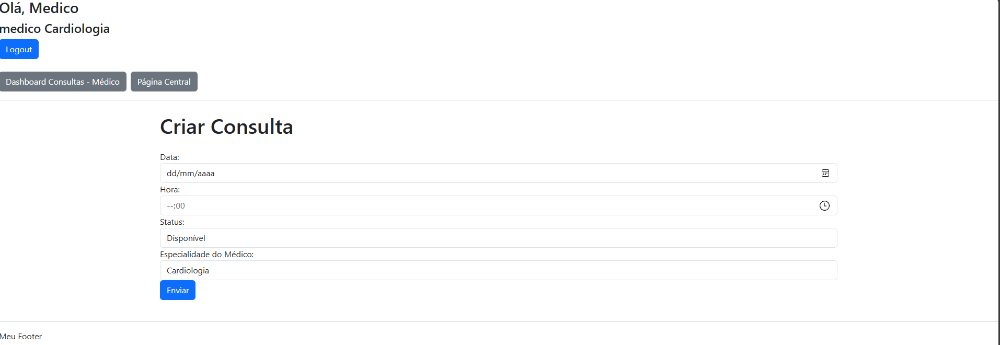 Olá, Medico
medico Cardiologia
Logout
Dashboard Consultas - Médico Página Central
Criar Consulta
Data:
dd/mm/aaaa
Hora:
--:00
Status:
Disponível
Especialidade do Médico:
Cardiologia
Enviar
Meu Footer